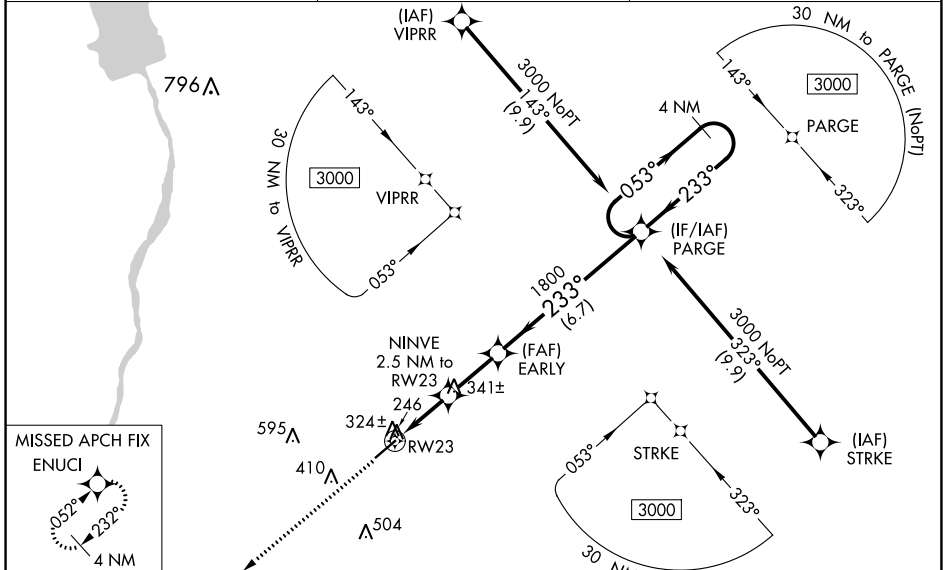 (IAF)
VIPRR
3000 NoPT
143°
(9.9)
30 NM to PARGE (NoPT)
143°
3000
PARGE
323°
796
143°
30 NM to VIPRR
3000
VIPRR
053°
4 NM
053°
233°
(IF/IAF)
PARGE
1800
233°
(6.7)
3000 NoPT
323°
(9.9)
NINVE
2.5 NM to
RW23
(FAF)
EARLY
341±
246
324±
RW23
595
410
504
(IAF)
STRKE
053°
STRKE
323°
3000
30 NM
MISSED APCH FIX
ENUCI
052°
232°
4 NM